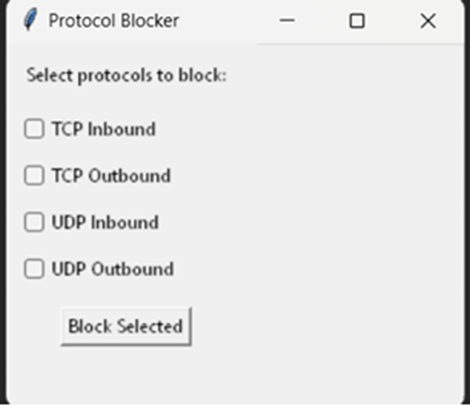 Protocol Blocker
Select protocols to block:
TCP Inbound
TCP Outbound
UDP Inbound
UDP Outbound
Block Selected